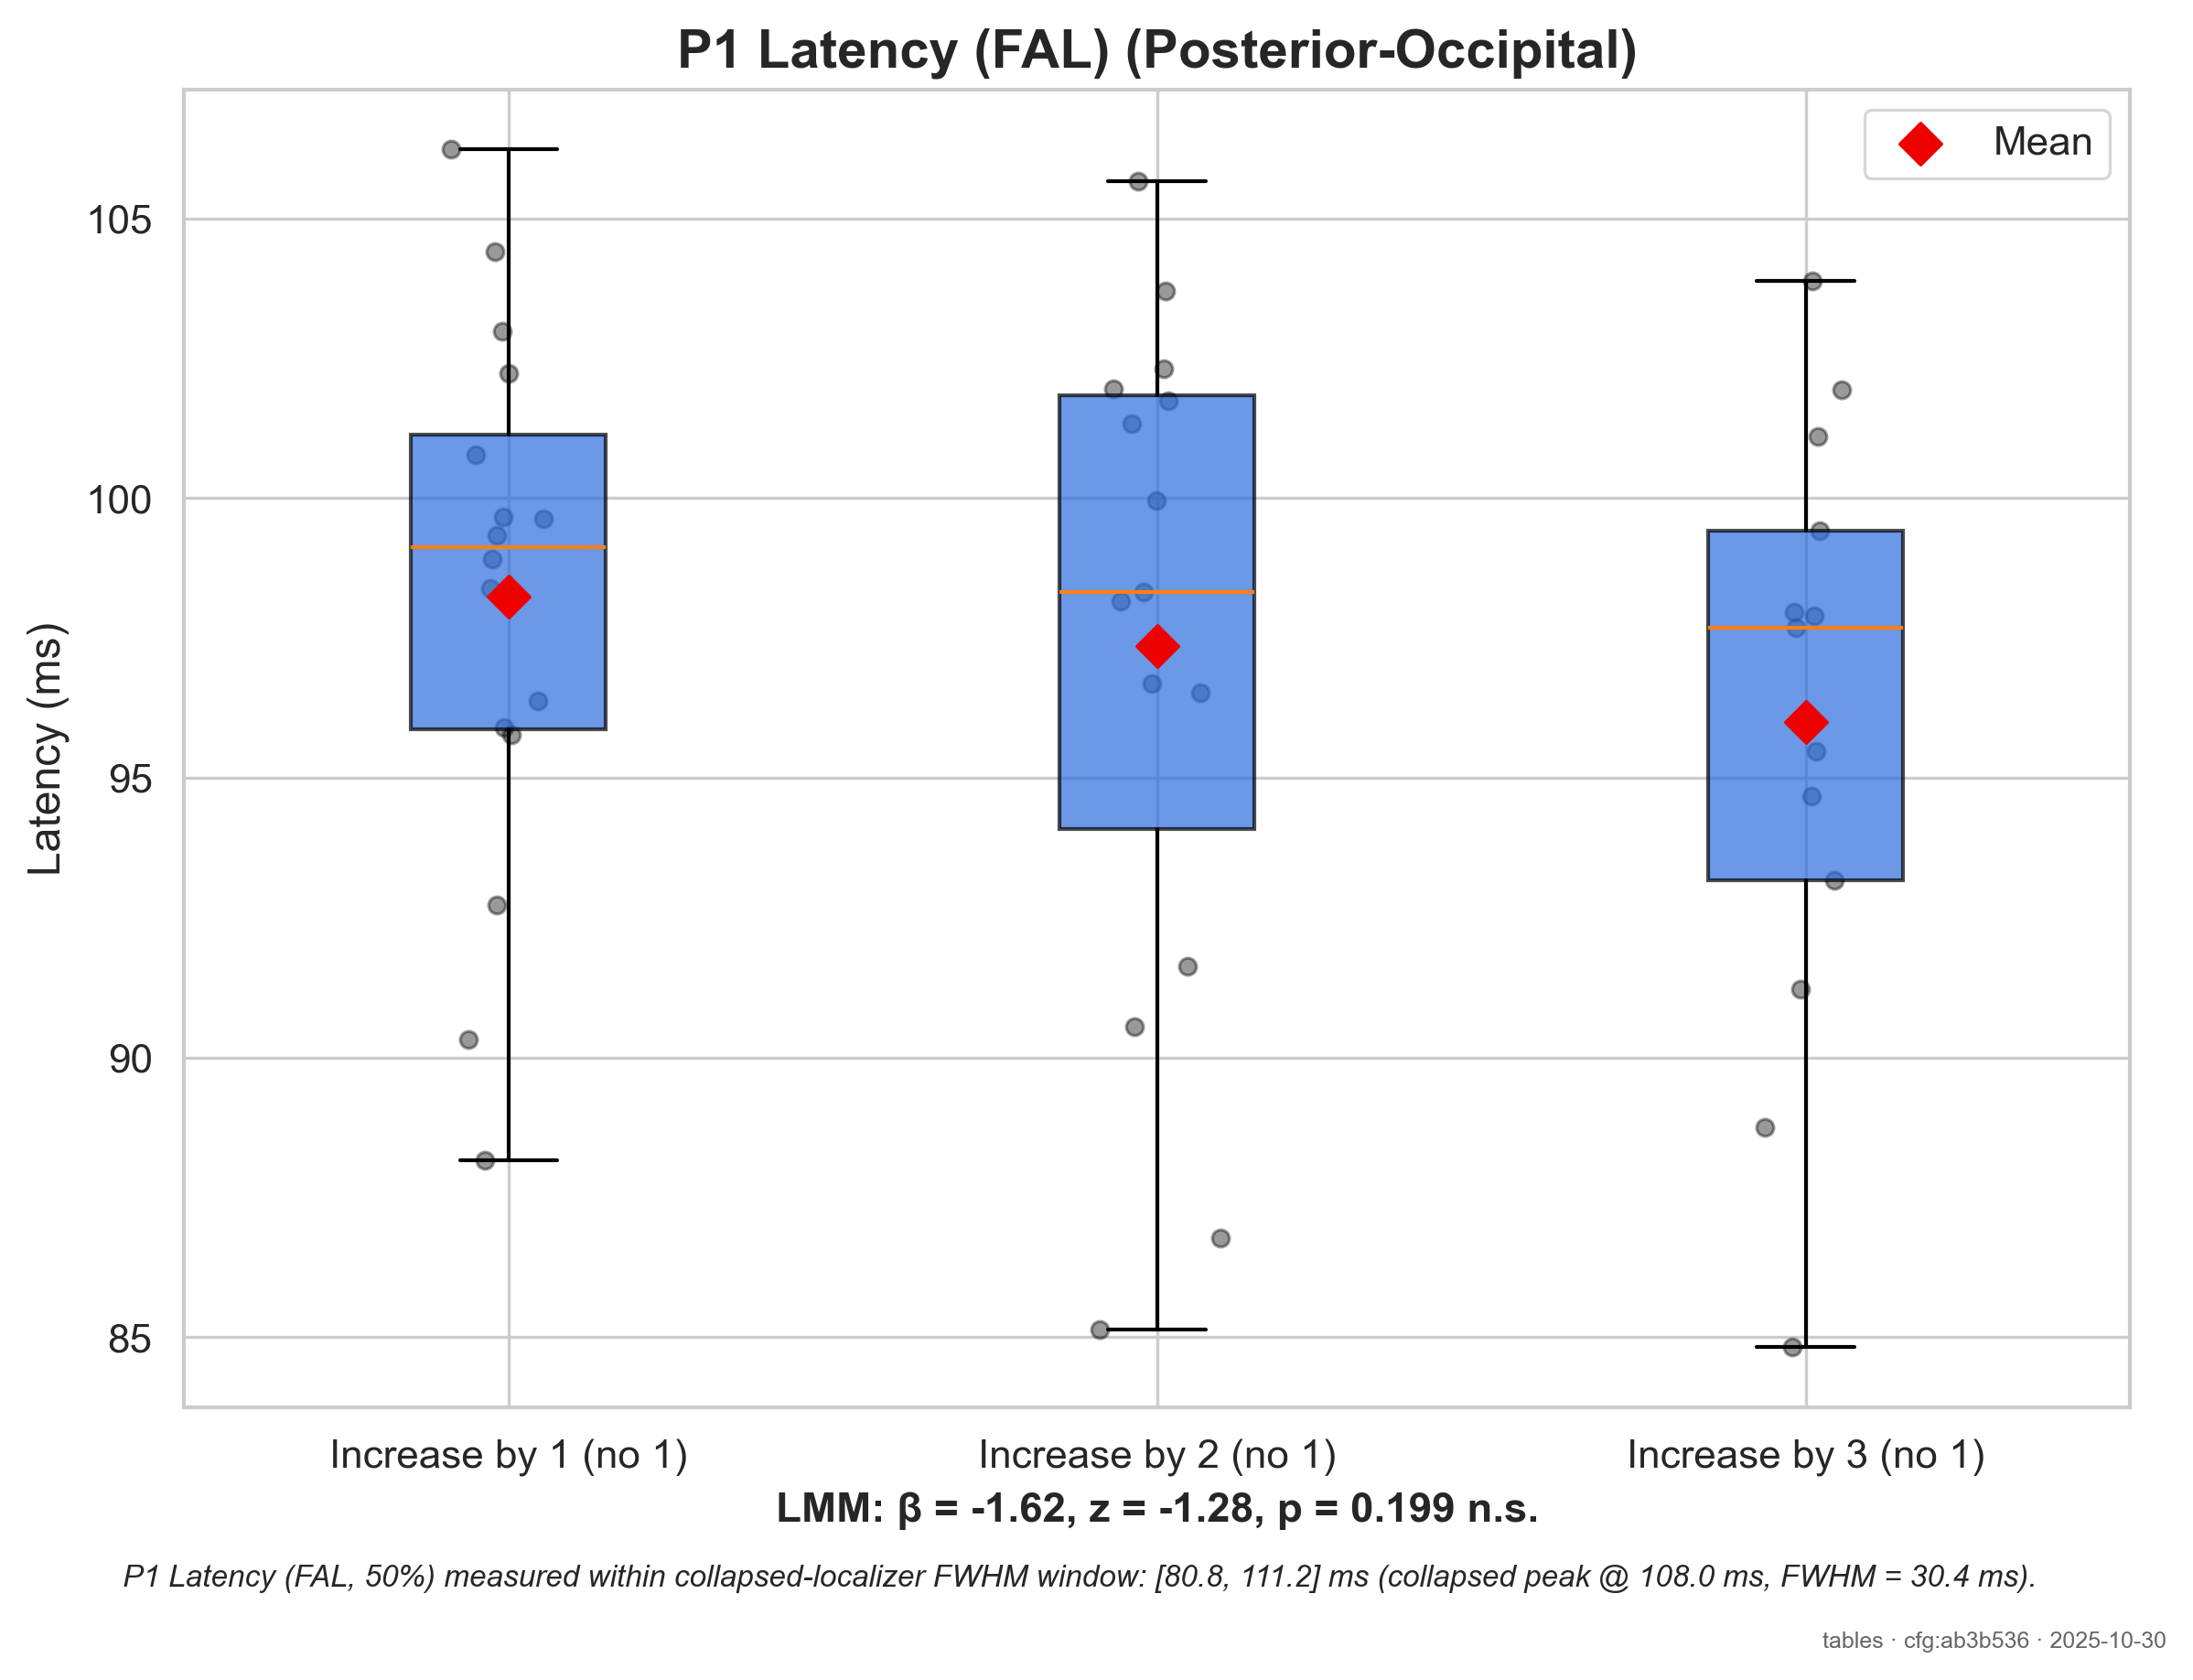 P1 Latency (FAL) (Posterior-Occipital)
Mean
Latency (ms)
105
100
95
90
85
Increase by 1 (no 1)
Increase by 2 (no 1)
Increase by 3 (no 1)
LMM: β = -1.62, z = -1.28, p = 0.199 n.s.
P1 Latency (FAL, 50%) measured within collapsed-localizer FWHM window: [80.8, 111.2] ms (collapsed peak @ 108.0 ms, FWHM = 30.4 ms).
tables · cfg:ab3b536 · 2025-10-30